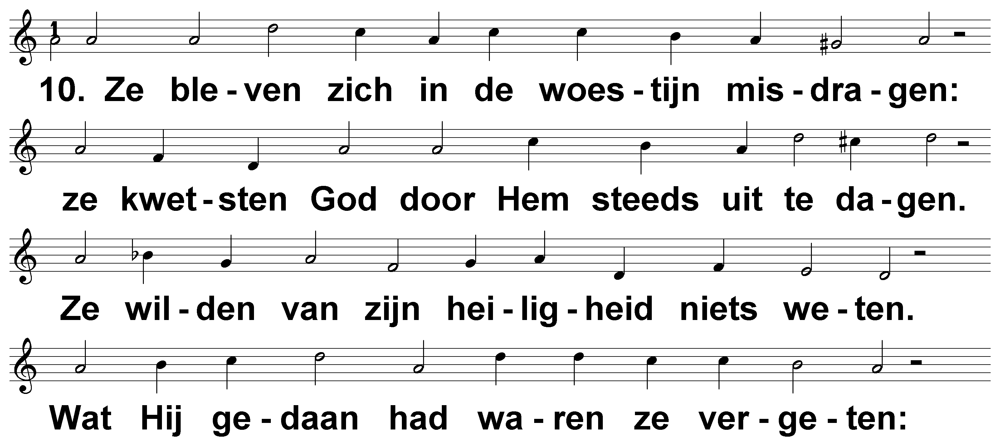 1
10. Ze ble - ven zich in de woes - tijn mis - dra - gen:
ze kwet - sten God door Hem steeds uit te da - gen.
Ze wil - den van zijn hei - lig - heid niets we - ten.
Wat Hij ge - daan had wa - ren ze ver - ge - ten: